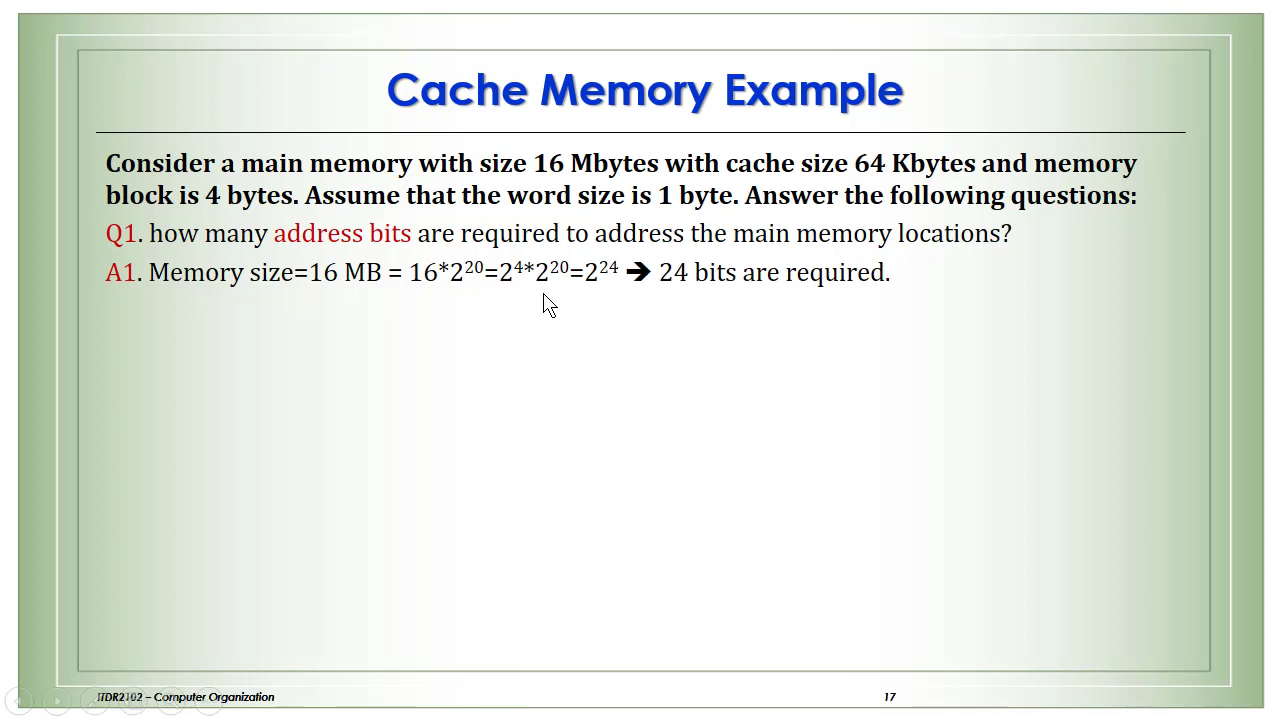 Cache Memory Example
Consider a main memory with size 16 Mbytes with cache size 64 Kbytes and memory
block is 4 bytes. Assume that the word size is 1 byte. Answer the following questions:
Q1. how many address bits are required to address the main memory locations?
A1. Memory size=16 MB = 16*2²⁰=2⁴*2²⁰=2²⁴ ➔ 24 bits are required.
ITDR2102 – Computer Organization
17